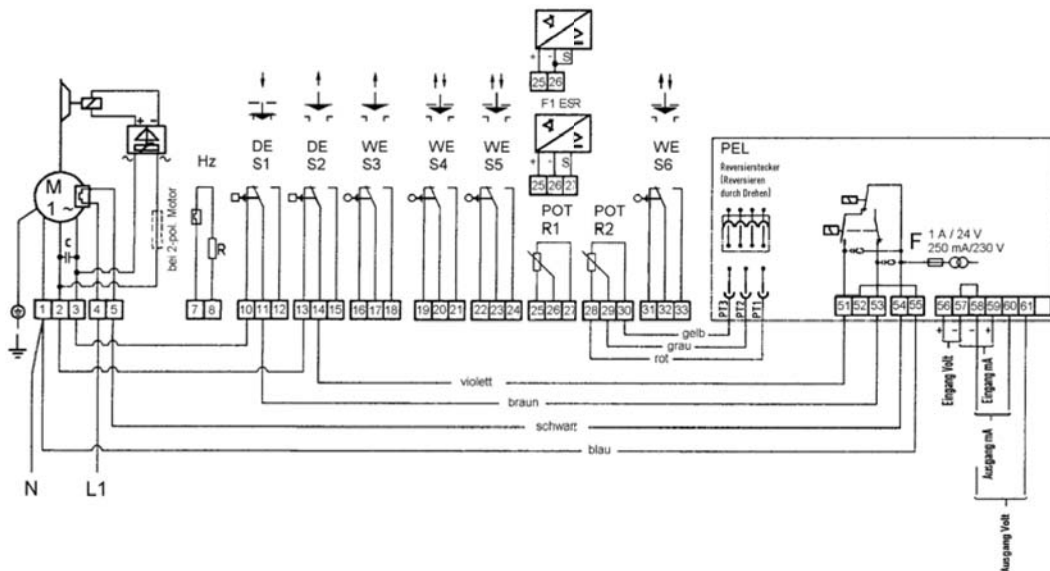 + - S
25 26
F1 ESR
+ - S
25 26 27
DE
S1
DE
S2
WE
S3
WE
S4
WE
S5
WE
S6
Hz
R
M
1 ~
+ -
~ ~
C
bei 2-pol. Motor
POT
R1
POT
R2
PEL
Reversierstecker
(Reversieren
durch Drehen)
PT3 PT2 PT1
F
1 A / 24 V
250 mA/230 V
1 2 3 4 5
7 8
10 11 12
13 14 15
16 17 18
19 20 21
22 23 24
25 26 27
28 29 30
31 32 33
51 52 53 54 55
56 57 58 59 60 61
+ - - +
gelb
grau
rot
violett
braun
schwart
blau
N
L1
Eingang Volt
Eingang mA
Ausgang mA
Ausgang Volt